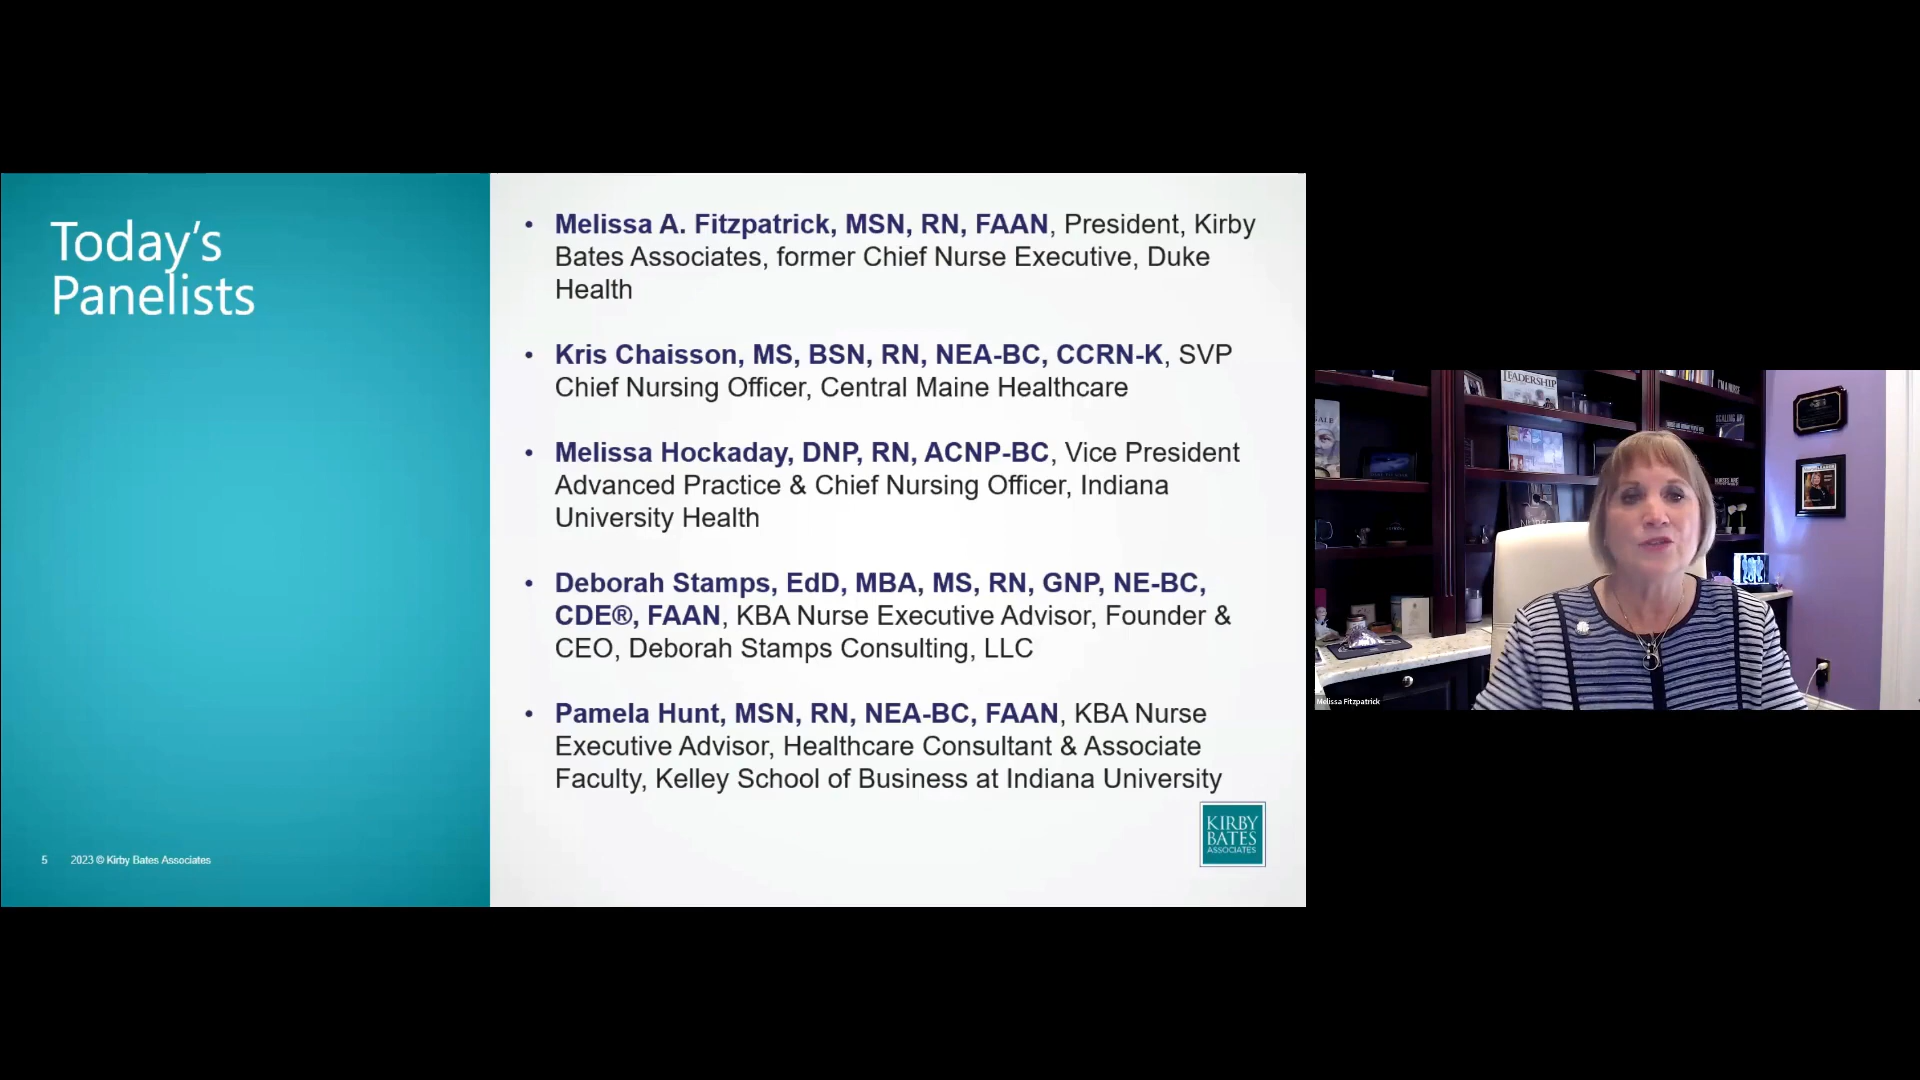 Today's
Panelists
• Melissa A. Fitzpatrick, MSN, RN, FAAN, President, Kirby
Bates Associates, former Chief Nurse Executive, Duke
Health
• Kris Chaisson, MS, BSN, RN, NEA-BC, CCRN-K, SVP
Chief Nursing Officer, Central Maine Healthcare
• Melissa Hockaday, DNP, RN, ACNP-BC, Vice President
Advanced Practice & Chief Nursing Officer, Indiana
University Health
• Deborah Stamps, EdD, MBA, MS, RN, GNP, NE-BC,
CDE®, FAAN, KBA Nurse Executive Advisor, Founder &
CEO, Deborah Stamps Consulting, LLC
• Pamela Hunt, MSN, RN, NEA-BC, FAAN, KBA Nurse
Executive Advisor, Healthcare Consultant & Associate
Faculty, Kelley School of Business at Indiana University
KIRBY
BATES
ASSOCIATES
5 2023 © Kirby Bates Associates
LEADERSHIP
I'M A NURSE
SCALING UP
NURSE
Melissa Fitzpatrick